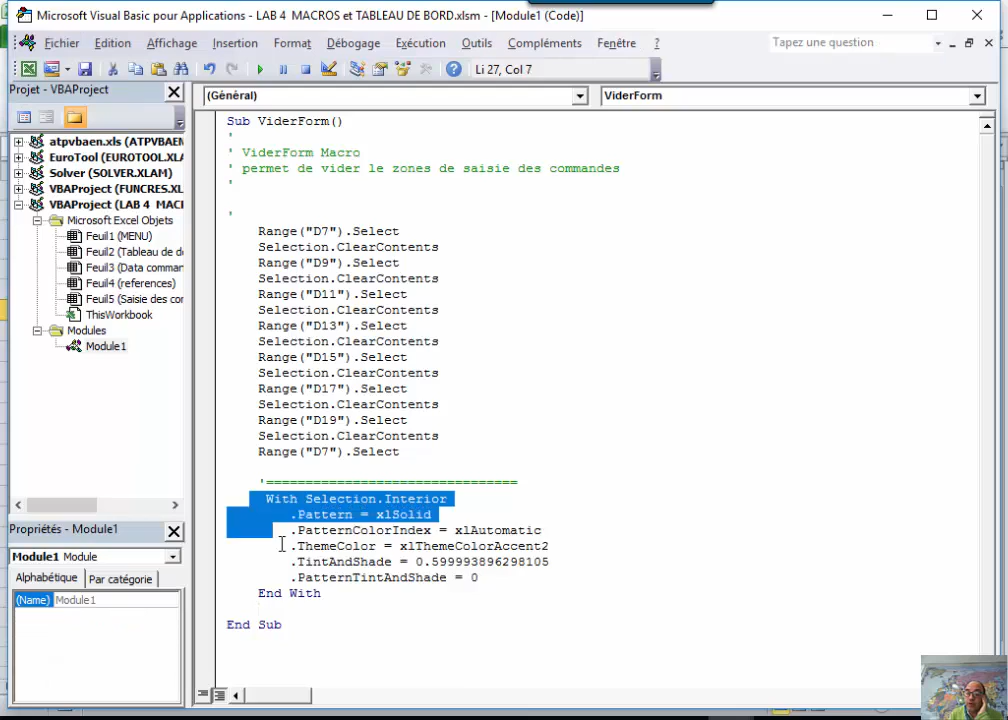 Microsoft Visual Basic pour Applications - LAB 4 MACROS et TABLEAU DE BORD.xlsm - [Module1 (Code)]
Fichier Edition Affichage Insertion Format Débogage Exécution Outils Compléments Fenêtre ? Tapez une question
Li 27, Col 7
Projet - VBAProject
(Général) ViderForm
atpvbaen.xls (ATPVBAEN
EuroTool (EUROTOOL.XLA
Solver (SOLVER.XLAM)
VBAProject (FUNCRES.XL
VBAProject (LAB 4 MACI
Microsoft Excel Objets
Feuil1 (MENU)
Feuil2 (Tableau de d
Feuil3 (Data comman
Feuil4 (references)
Feuil5 (Saisie des cor
ThisWorkbook
Modules
Module1
Propriétés - Module1
Module1 Module
Alphabétique Par catégorie
(Name) Module1
Sub ViderForm()
'
' ViderForm Macro
' permet de vider le zones de saisie des commandes
'
'
Range("D7").Select
Selection.ClearContents
Range("D9").Select
Selection.ClearContents
Range("D11").Select
Selection.ClearContents
Range("D13").Select
Selection.ClearContents
Range("D15").Select
Selection.ClearContents
Range("D17").Select
Selection.ClearContents
Range("D19").Select
Selection.ClearContents
Range("D7").Select
'================================
With Selection.Interior
.Pattern = xlSolid
.PatternColorIndex = xlAutomatic
.ThemeColor = xlThemeColorAccent2
.TintAndShade = 0.599993896298105
.PatternTintAndShade = 0
End With
End Sub